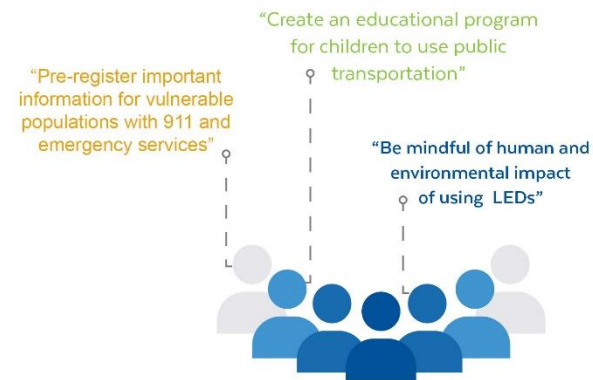 “Create an educational program
for children to use public
transportation”
“Pre-register important
information for vulnerable
populations with 911 and
emergency services”
“Be mindful of human and
environmental impact
of using LEDs”